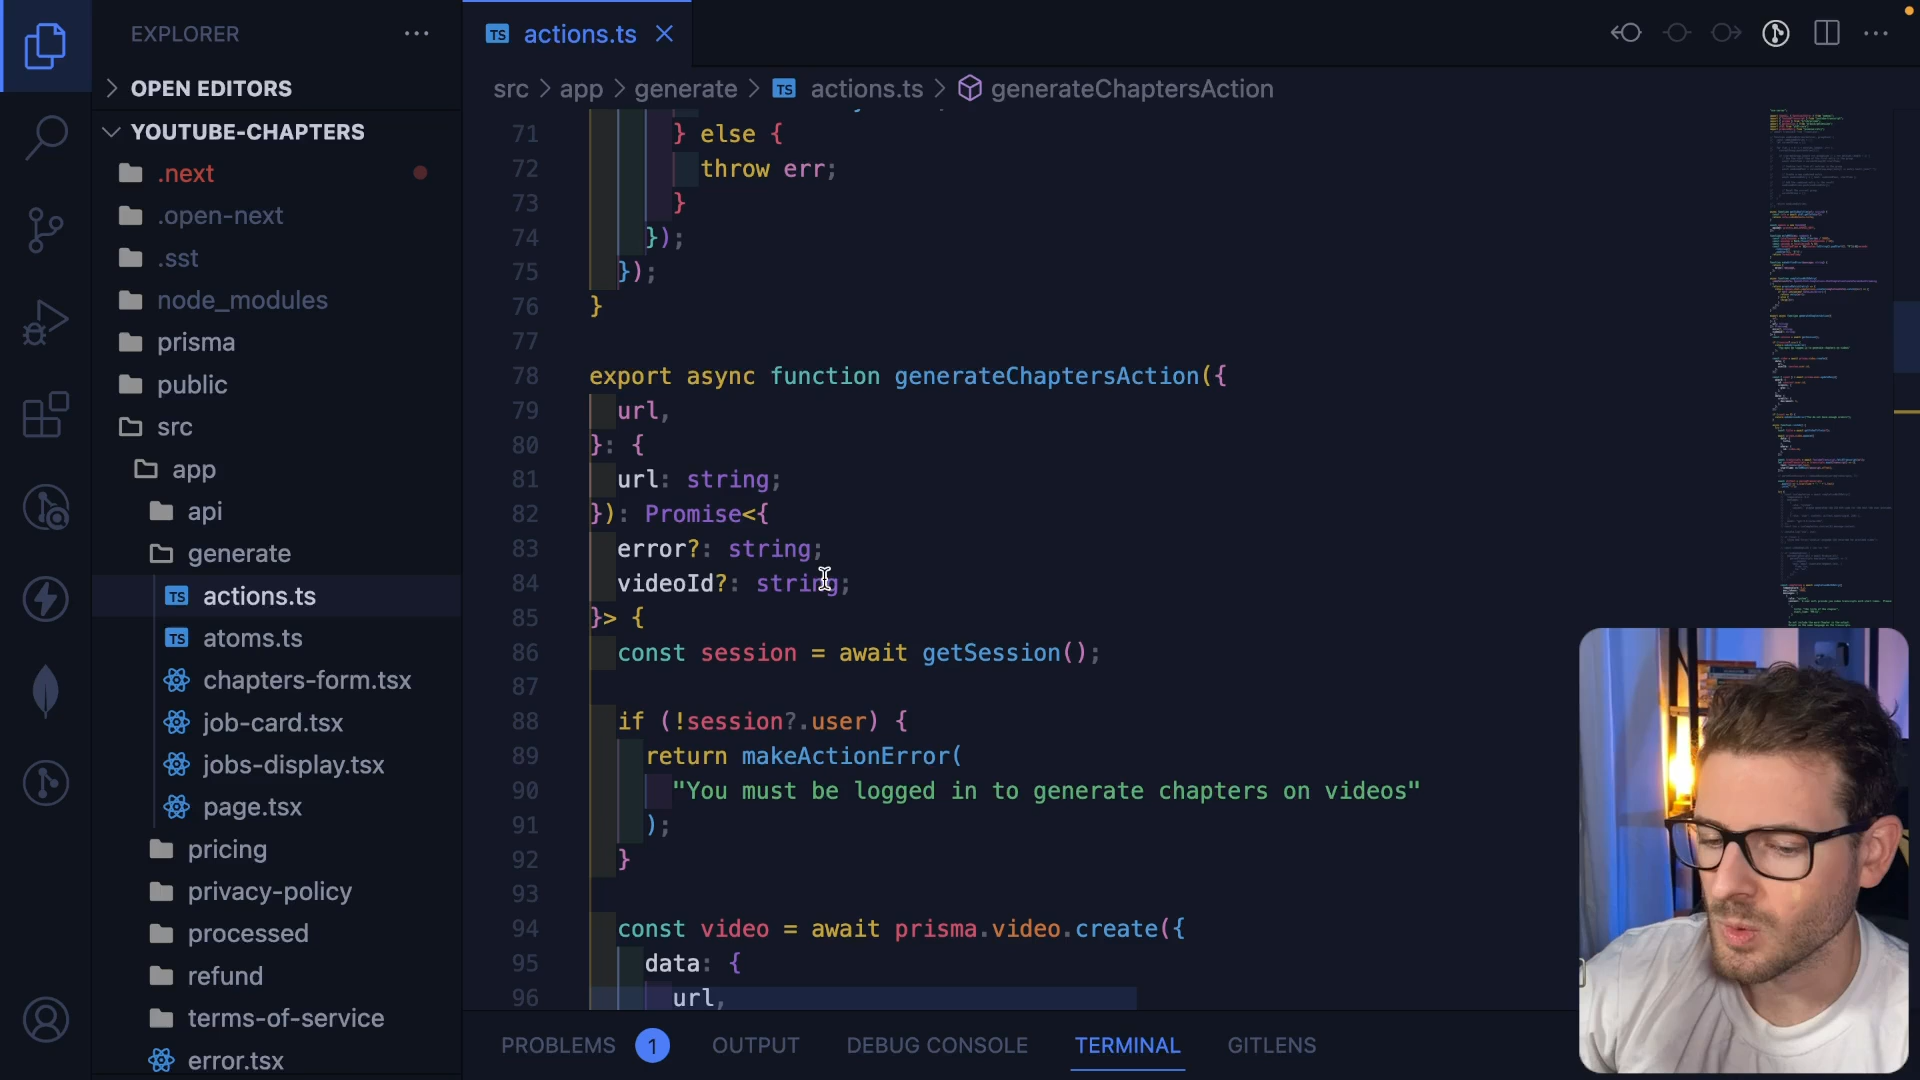 EXPLORER
OPEN EDITORS
YOUTUBE-CHAPTERS
.next
.open-next
.sst
node_modules
prisma
public
src
app
api
generate
TS actions.ts
TS atoms.ts
chapters-form.tsx
job-card.tsx
jobs-display.tsx
page.tsx
pricing
privacy-policy
processed
refund
terms-of-service
error.tsx
TS actions.ts
src > app > generate > TS actions.ts > generateChaptersAction
71 } else {
72 throw err;
73 }
74 });
75 });
76 }
77
78 export async function generateChaptersAction({
79 url,
80 }: {
81 url: string;
82 }): Promise<{
83 error?: string;
84 videoId?: string;
85 }> {
86 const session = await getSession();
87
88 if (!session?.user) {
89 return makeActionError(
90 "You must be logged in to generate chapters on videos"
91 );
92 }
93
94 const video = await prisma.video.create({
95 data: {
96 url,
PROBLEMS 1 OUTPUT DEBUG CONSOLE TERMINAL GITLENS